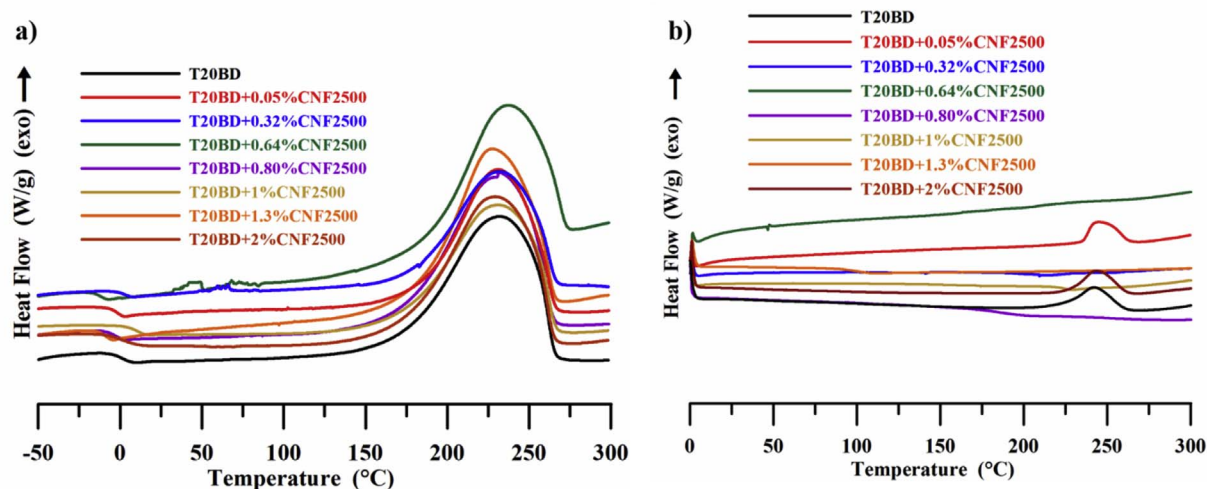 a)
Heat Flow (W/g) (exo)
T20BD
T20BD+0.05%CNF2500
T20BD+0.32%CNF2500
T20BD+0.64%CNF2500
T20BD+0.80%CNF2500
T20BD+1%CNF2500
T20BD+1.3%CNF2500
T20BD+2%CNF2500
-50 0 50 100 150 200 250 300
Temperature (°C)
b)
Heat Flow (W/g) (exo)
T20BD
T20BD+0.05%CNF2500
T20BD+0.32%CNF2500
T20BD+0.64%CNF2500
T20BD+0.80%CNF2500
T20BD+1%CNF2500
T20BD+1.3%CNF2500
T20BD+2%CNF2500
0 50 100 150 200 250 300
Temperature (°C)